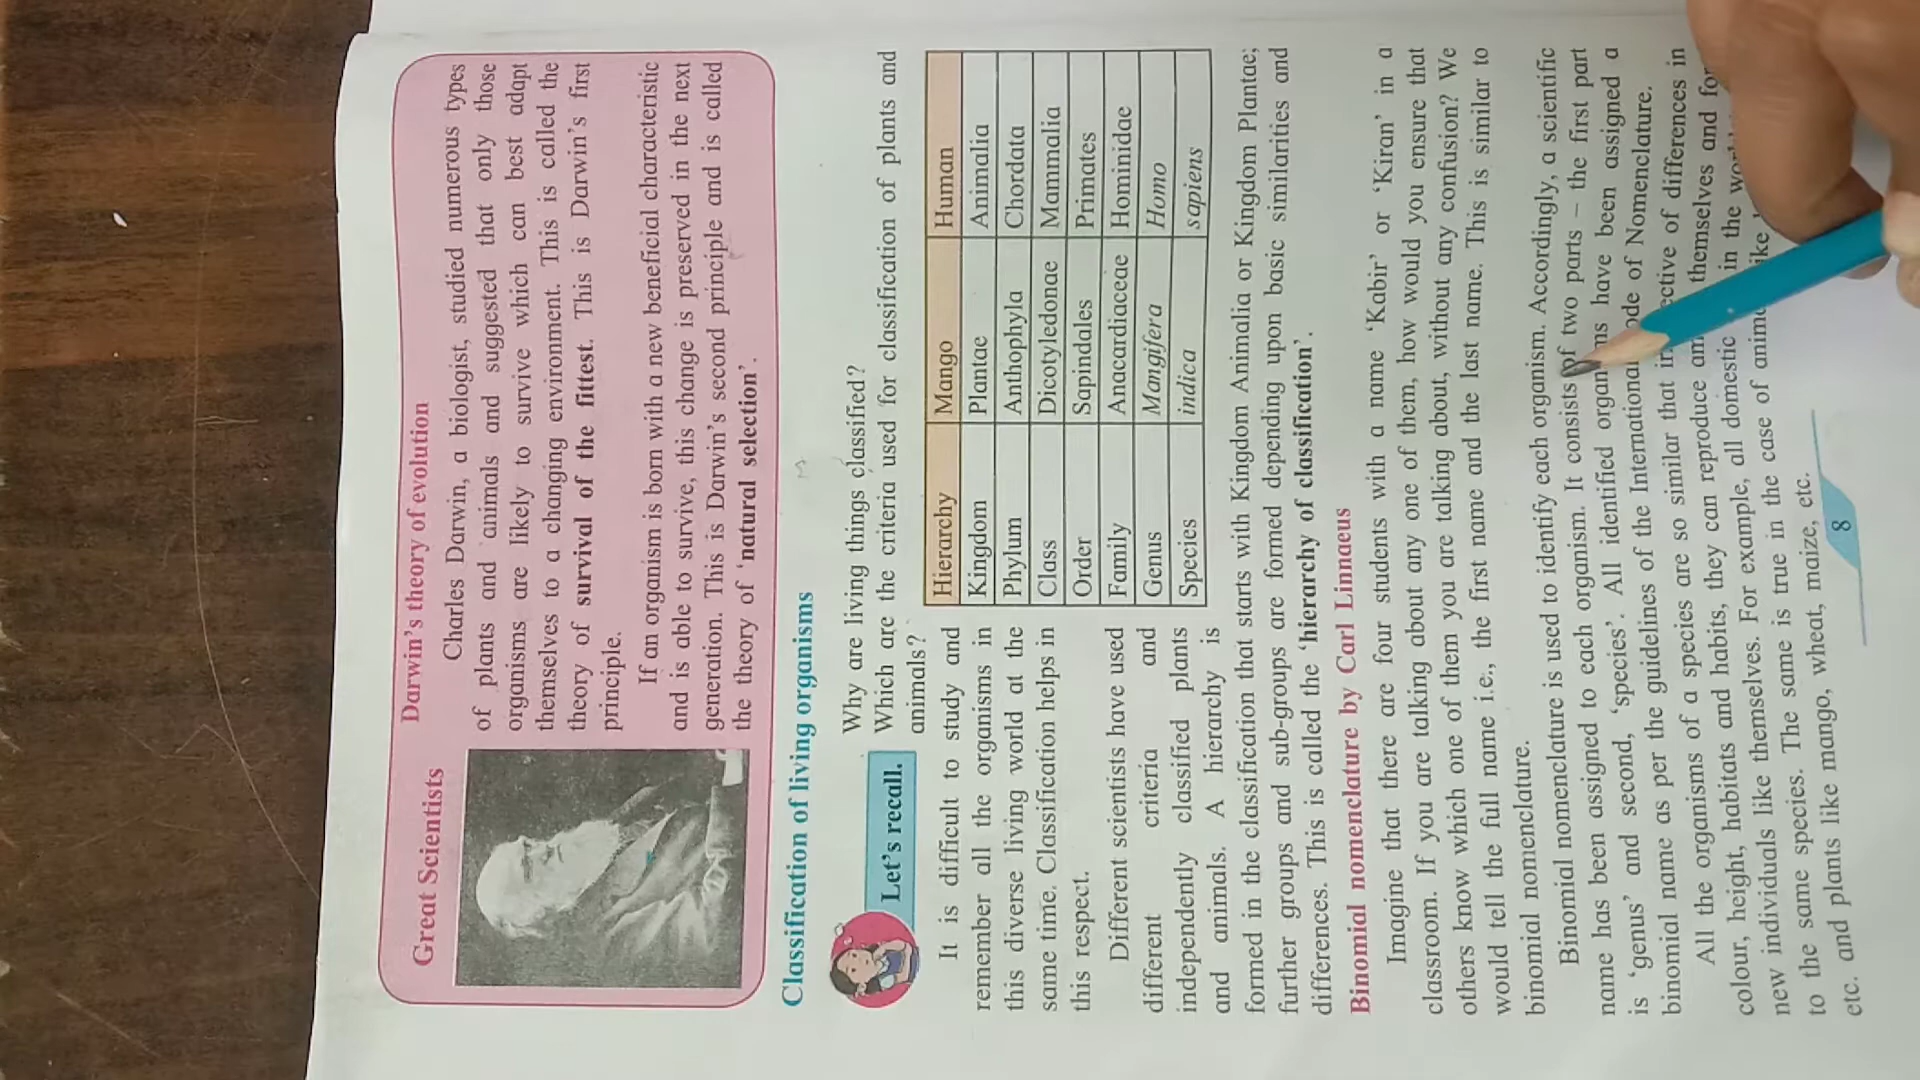 Great Scientists
Darwin's theory of evolution
Charles Darwin, a biologist, studied numerous types
of plants and animals and suggested that only those
organisms are likely to survive which can best adapt
themselves to a changing environment. This is called the
theory of survival of the fittest. This is Darwin's first
principle.
If an organism is born with a new beneficial characteristic
and is able to survive, this change is preserved in the next
generation. This is Darwin's second principle and is called
the theory of 'natural selection'.
Classification of living organisms
Let's recall.
Why are living things classified?
Which are the criteria used for classification of plants and
animals?
It is difficult to study and
remember all the organisms in
this diverse living world at the
same time. Classification helps in
this respect.
Different scientists have used
different criteria and
independently classified plants
and animals. A hierarchy is
Hierarchy Mango Human
Kingdom Plantae Animalia
Phylum Anthophyla Chordata
Class Dicotyledonae Mammalia
Order Sapindales Primates
Family Anacardiaceae Hominidae
Genus Mangifera Homo
Species indica sapiens
formed in the classification that starts with Kingdom Animalia or Kingdom Plantae;
further groups and sub-groups are formed depending upon basic similarities and
differences. This is called the 'hierarchy of classification'.
Binomial nomenclature by Carl Linnaeus
Imagine that there are four students with a name 'Kabir' or 'Kiran' in a
classroom. If you are talking about any one of them, how would you ensure that
others know which one of them you are talking about, without any confusion? We
would tell the full name i.e., the first name and the last name. This is similar to
binomial nomenclature.
Binomial nomenclature is used to identify each organism. Accordingly, a scientific
name has been assigned to each organism. It consists of two parts – the first part
is 'genus' and second, 'species'. All identified have been assigned a
binomial name as per the guidelines of the International of Nomenclature.
All the organisms of a species are so similar that of differences in
colour, height, habitats and habits, they can reproduce themselves and
new individuals like themselves. For example, all domestic in the
to the same species. The same is true in the case of
etc. and plants like mango, wheat, maize, etc.
8